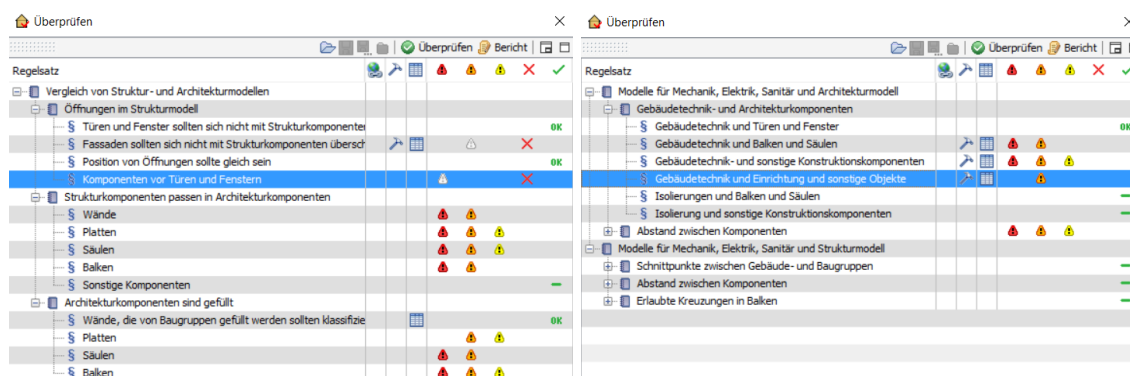 Überprüfen
Überprüfen Bericht
Regelsatz
Vergleich von Struktur- und Architekturmodellen
Öffnungen im Strukturmodell
§ Türen und Fenster sollten sich nicht mit Strukturkomponenter
OK
§ Fassaden sollten sich nicht mit Strukturkomponenten übersch
§ Position von Öffnungen sollte gleich sein
OK
§ Komponenten vor Türen und Fenstern
Strukturkomponenten passen in Architekturkomponenten
§ Wände
§ Platten
§ Säulen
§ Balken
§ Sonstige Komponenten
Architekturkomponenten sind gefüllt
§ Wände, die von Baugruppen gefüllt werden sollten klassifizie
OK
§ Platten
§ Säulen
§ Balken
Überprüfen
Überprüfen Bericht
Regelsatz
Modelle für Mechanik, Elektrik, Sanitär und Architekturmodell
Gebäudetechnik- und Architekturkomponenten
§ Gebäudetechnik und Türen und Fenster
OK
§ Gebäudetechnik und Balken und Säulen
§ Gebäudetechnik- und sonstige Konstruktionskomponenten
§ Gebäudetechnik und Einrichtung und sonstige Objekte
§ Isolierungen und Balken und Säulen
§ Isolierung und sonstige Konstruktionskomponenten
Abstand zwischen Komponenten
Modelle für Mechanik, Elektrik, Sanitär und Strukturmodell
Schnittpunkte zwischen Gebäude- und Baugruppen
Abstand zwischen Komponenten
Erlaubte Kreuzungen in Balken